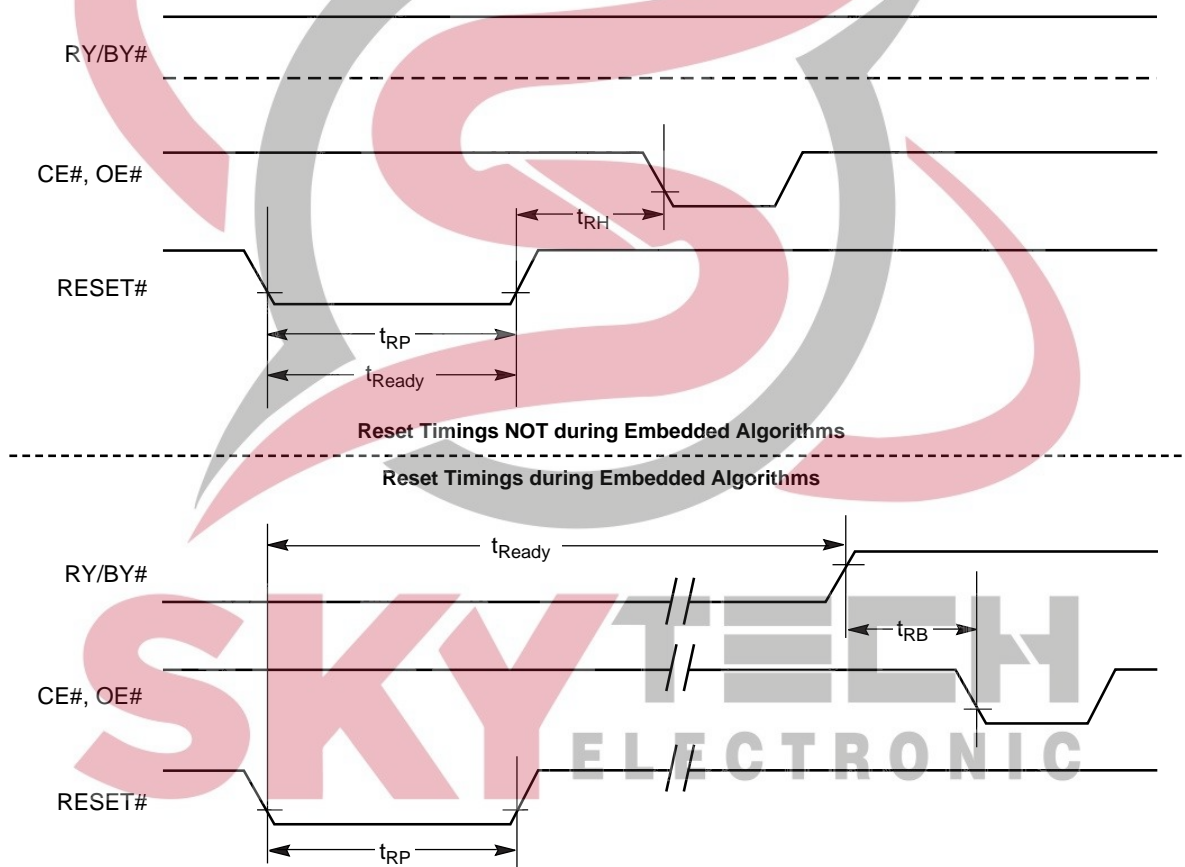 RY/BY#
CE#, OE#
tRH
RESET#
tRP
tReady
Reset Timings NOT during Embedded Algorithms
Reset Timings during Embedded Algorithms
tReady
RY/BY#
tRB
CE#, OE#
SKY TECH
ELECTRONIC
RESET#
tRP